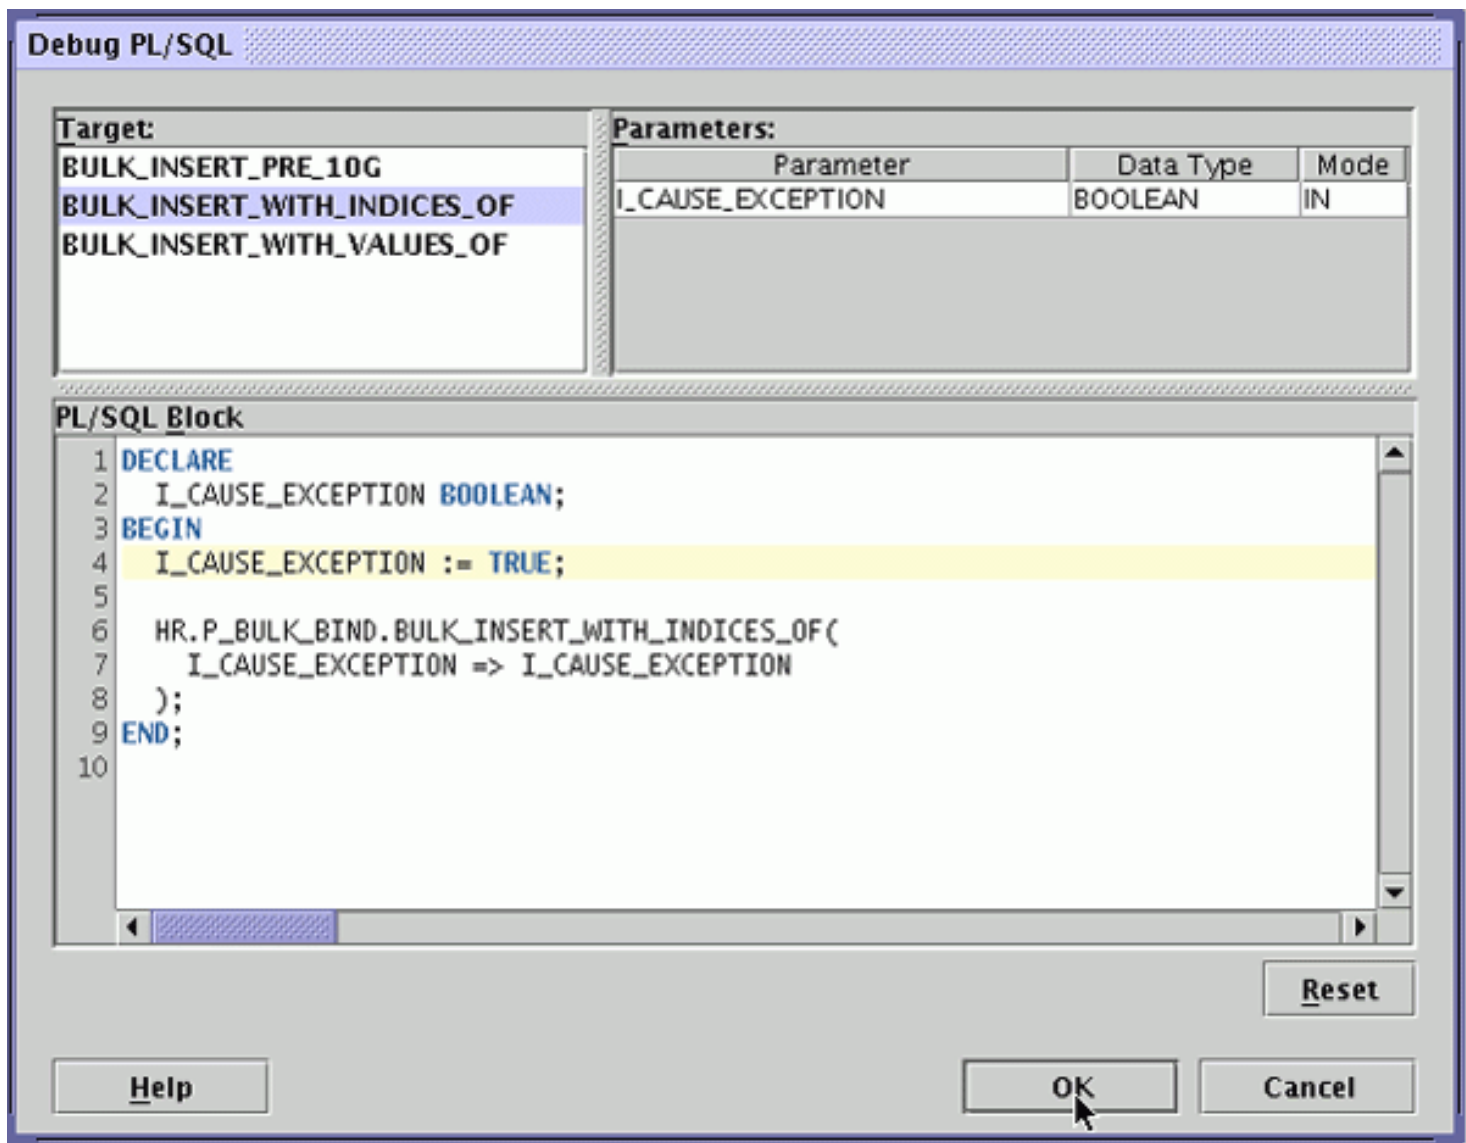 Debug PL/SQL
Target:
BULK_INSERT_PRE_10G
BULK_INSERT_WITH_INDICES_OF
BULK_INSERT_WITH_VALUES_OF
Parameters:
Parameter Data Type Mode
I_CAUSE_EXCEPTION BOOLEAN IN
PL/SQL Block
1 DECLARE
2 I_CAUSE_EXCEPTION BOOLEAN;
3 BEGIN
4 I_CAUSE_EXCEPTION := TRUE;
5
6 HR.P_BULK_BIND.BULK_INSERT_WITH_INDICES_OF(
7 I_CAUSE_EXCEPTION => I_CAUSE_EXCEPTION
8 );
9 END;
10
Reset
Help OK Cancel